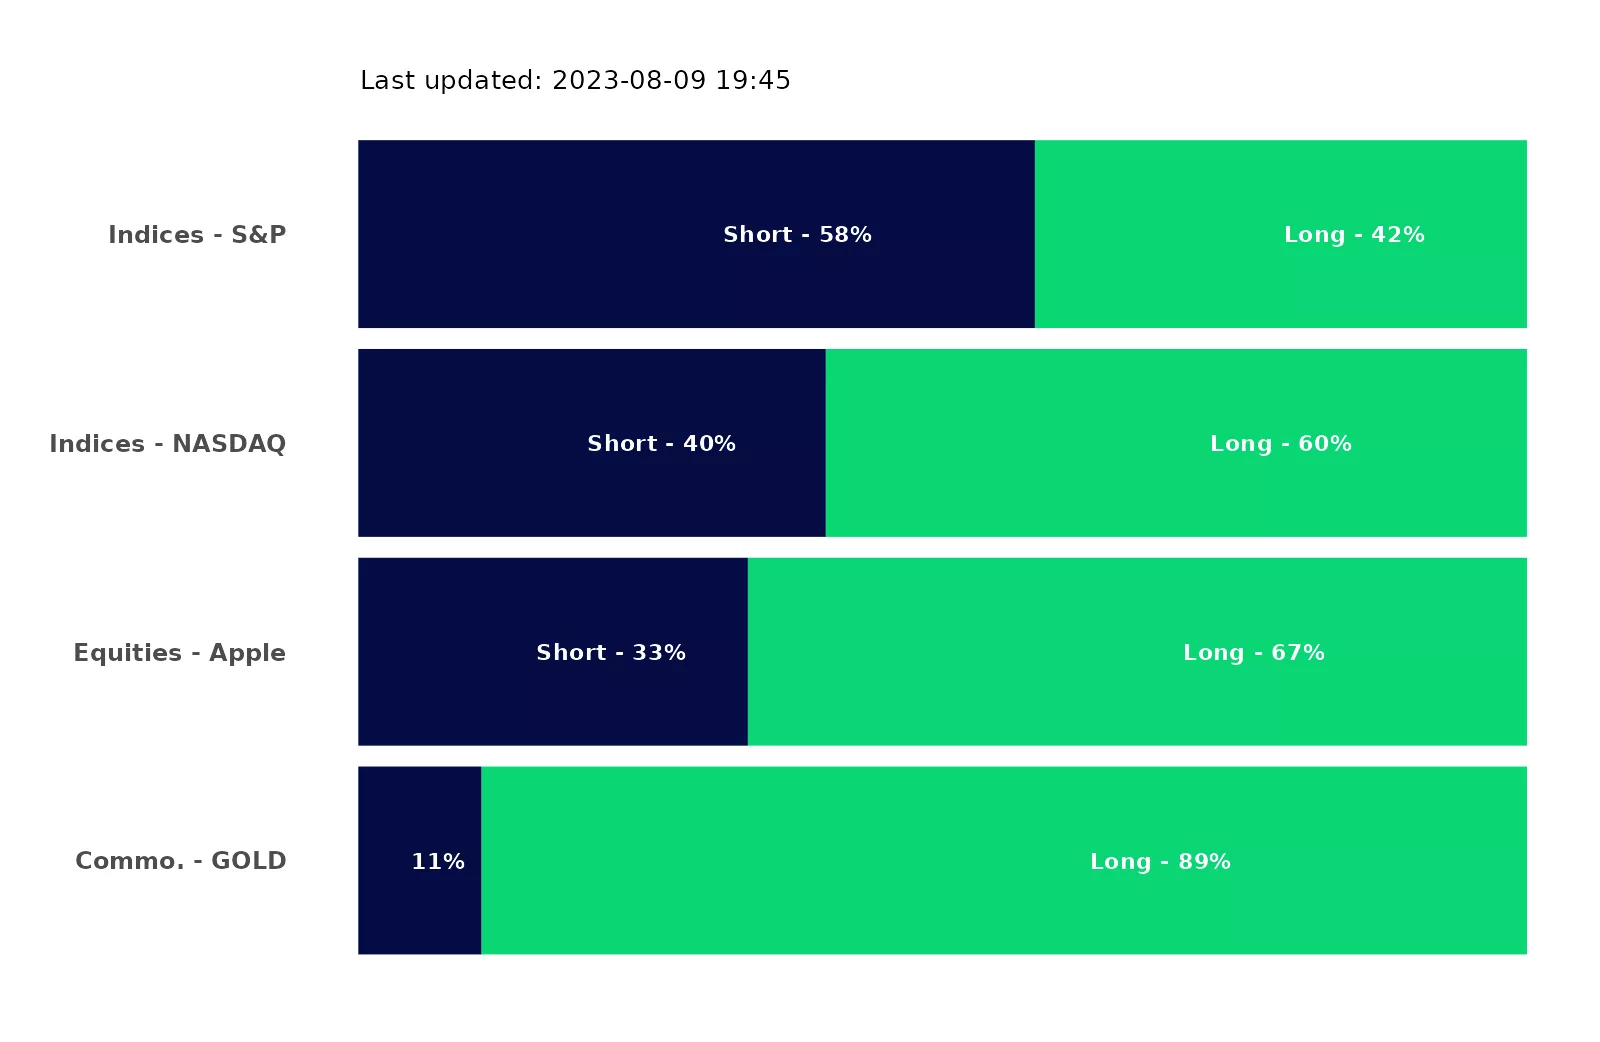 Last updated: 2023-08-09 19:45
Indices - S&P Short - 58% Long - 42%
Indices - NASDAQ Short - 40% Long - 60%
Equities - Apple Short - 33% Long - 67%
Commo. - GOLD 11% Long - 89%